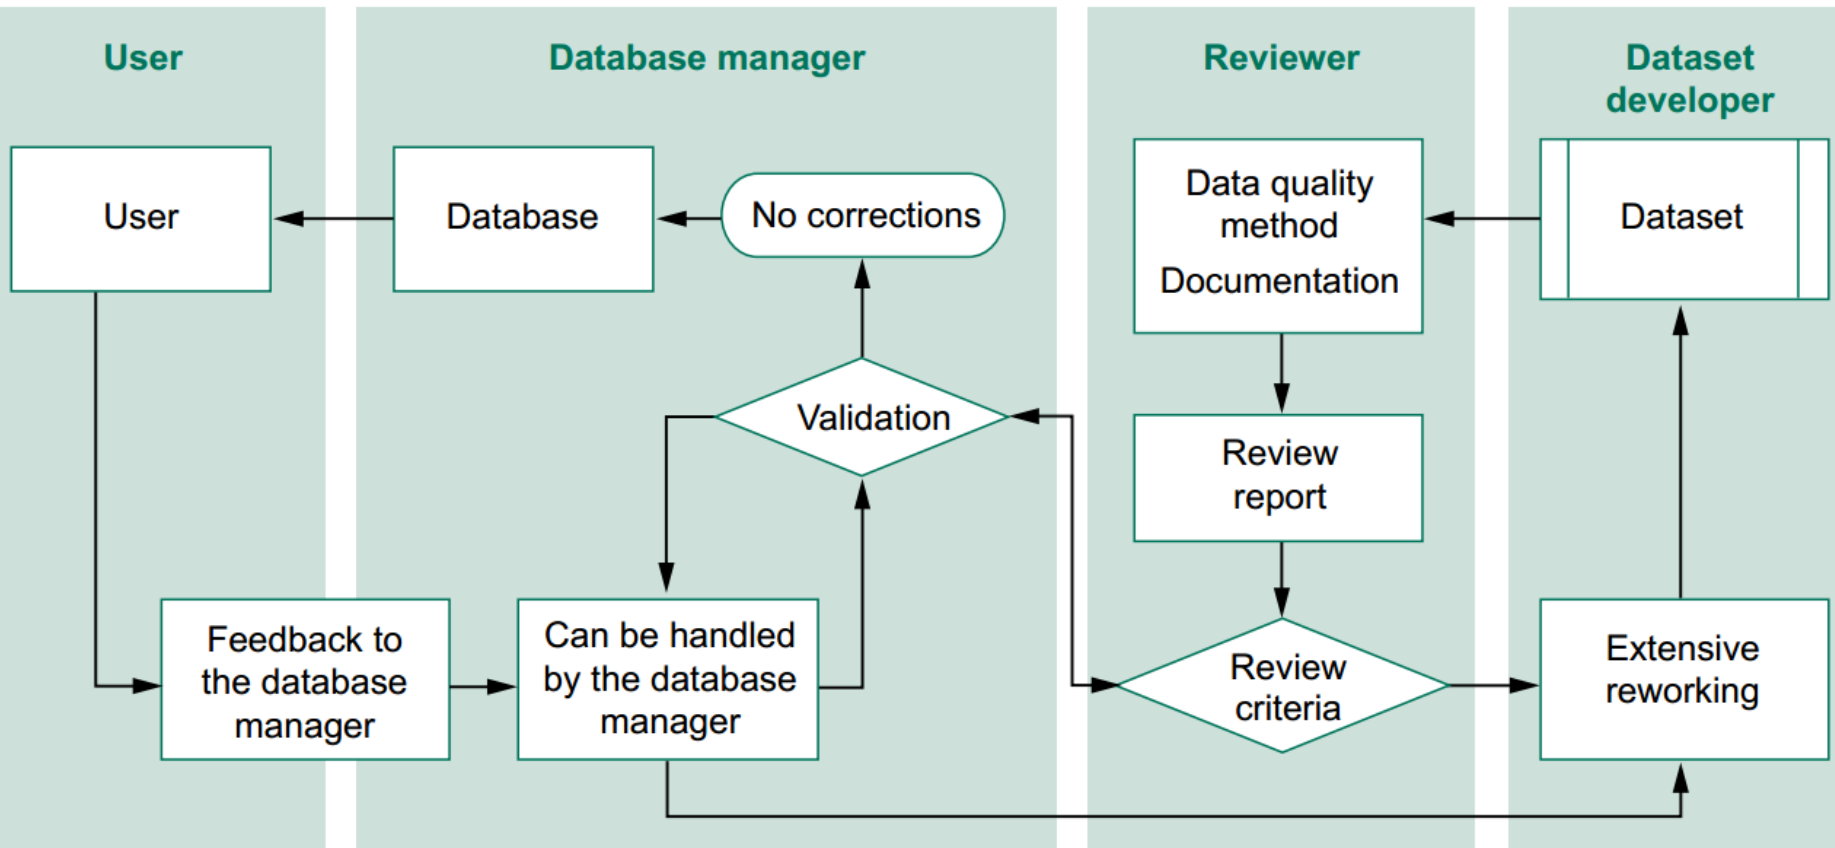 User
Database manager
Reviewer
Dataset
developer
User
Database
No corrections
Data quality
method
Documentation
Dataset
Validation
Review
report
Feedback to
the database
manager
Can be handled
by the database
manager
Review
criteria
Extensive
reworking